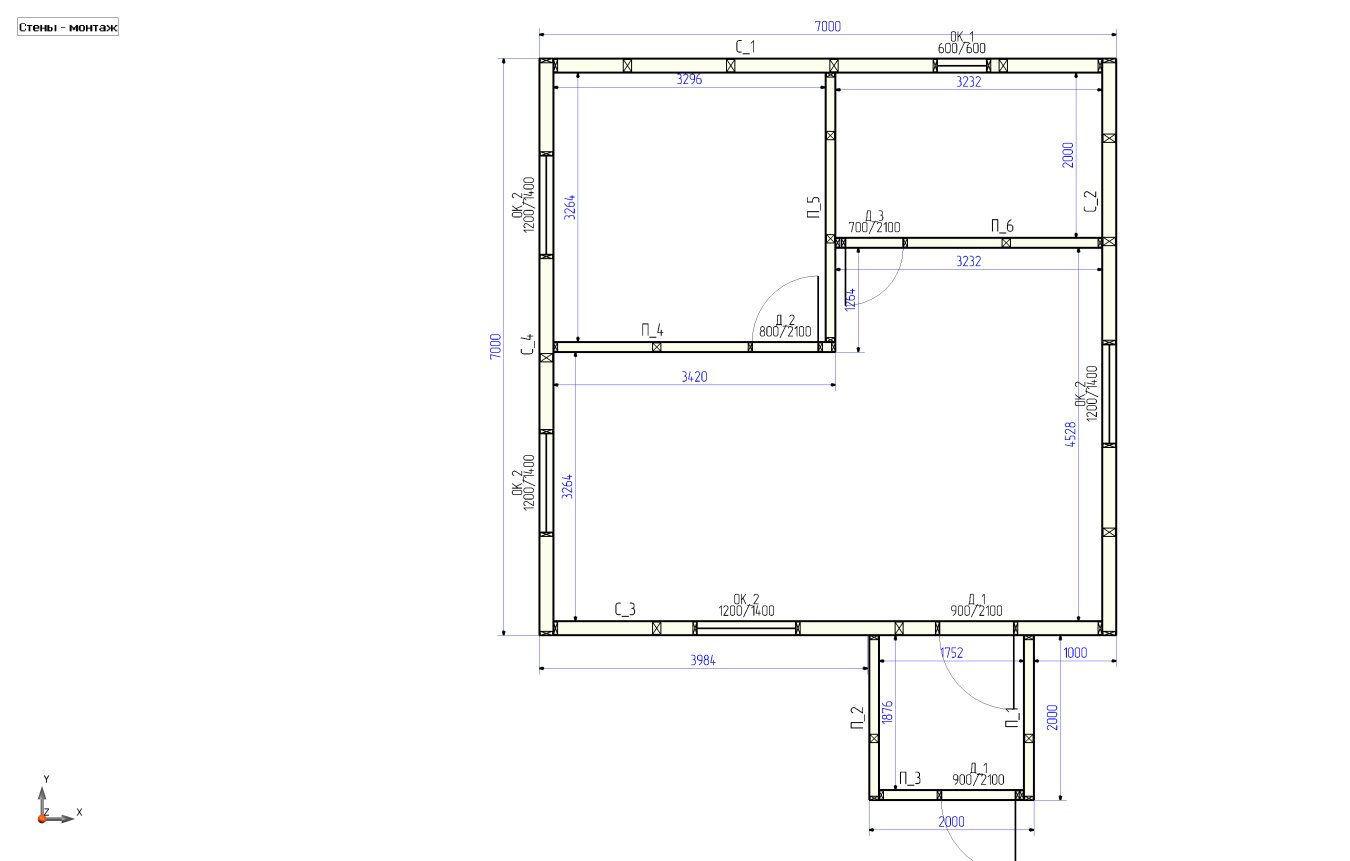 Стены - монтаж
7000
С_1
ОК_1
600/600
3296
3232
2000
ОК_2
1200/1400
3264
П_5
С_2
Д_3
700/2100
П_6
3232
1264
7000
С_4
П_4
Д_2
800/2100
3420
ОК_2
1200/1400
4528
ОК_2
1200/1400
3264
С_3
ОК_2
1200/1400
Д_1
900/2100
3984
1752
1000
П_2
1876
П_1
2000
П_3
Д_1
900/2100
2000
Y
Z
X